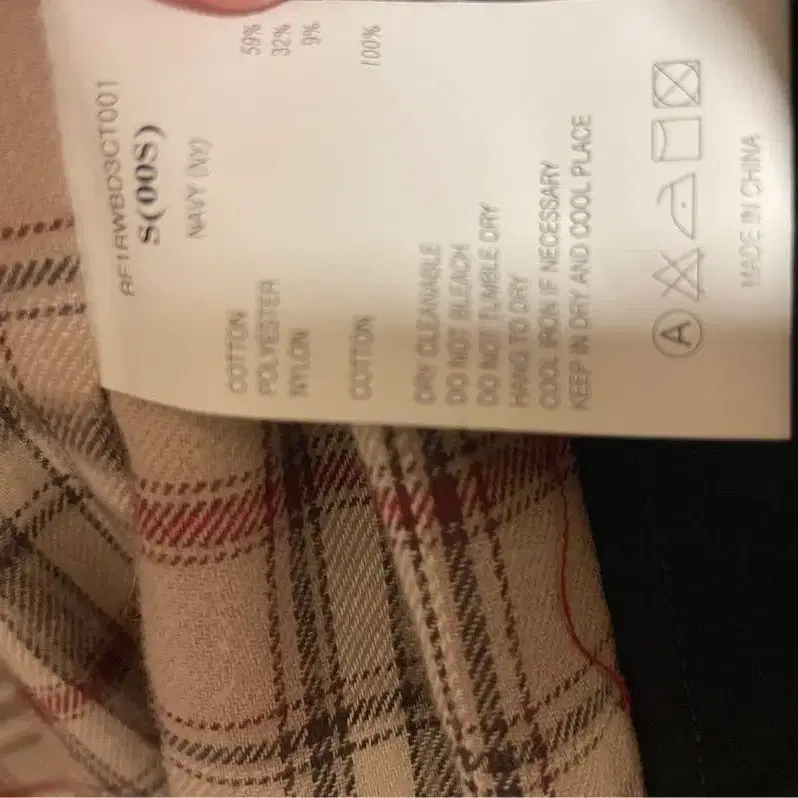 AF1RWBD3CT001
S(00S)
NAVY (NY)
COTTON 59%
POLYESTER 32%
NYLON 9%
COTTON 100%
DRY CLEANABLE
DO NOT BLEACH
DO NOT TUMBLE DRY
HANG TO DRY
COOL IRON IF NECESSARY
KEEP IN DRY AND COOL PLACE
A
MADE IN CHINA